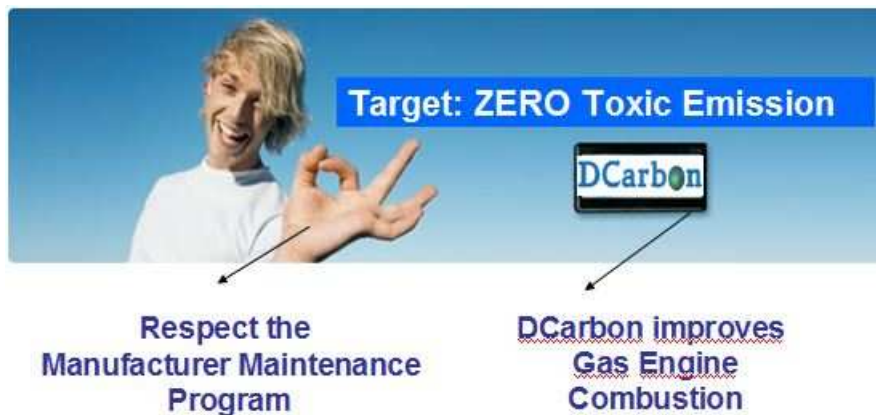 Target: ZERO Toxic Emission
DCarbon
Respect the
Manufacturer Maintenance
Program
DCarbon improves
Gas Engine
Combustion